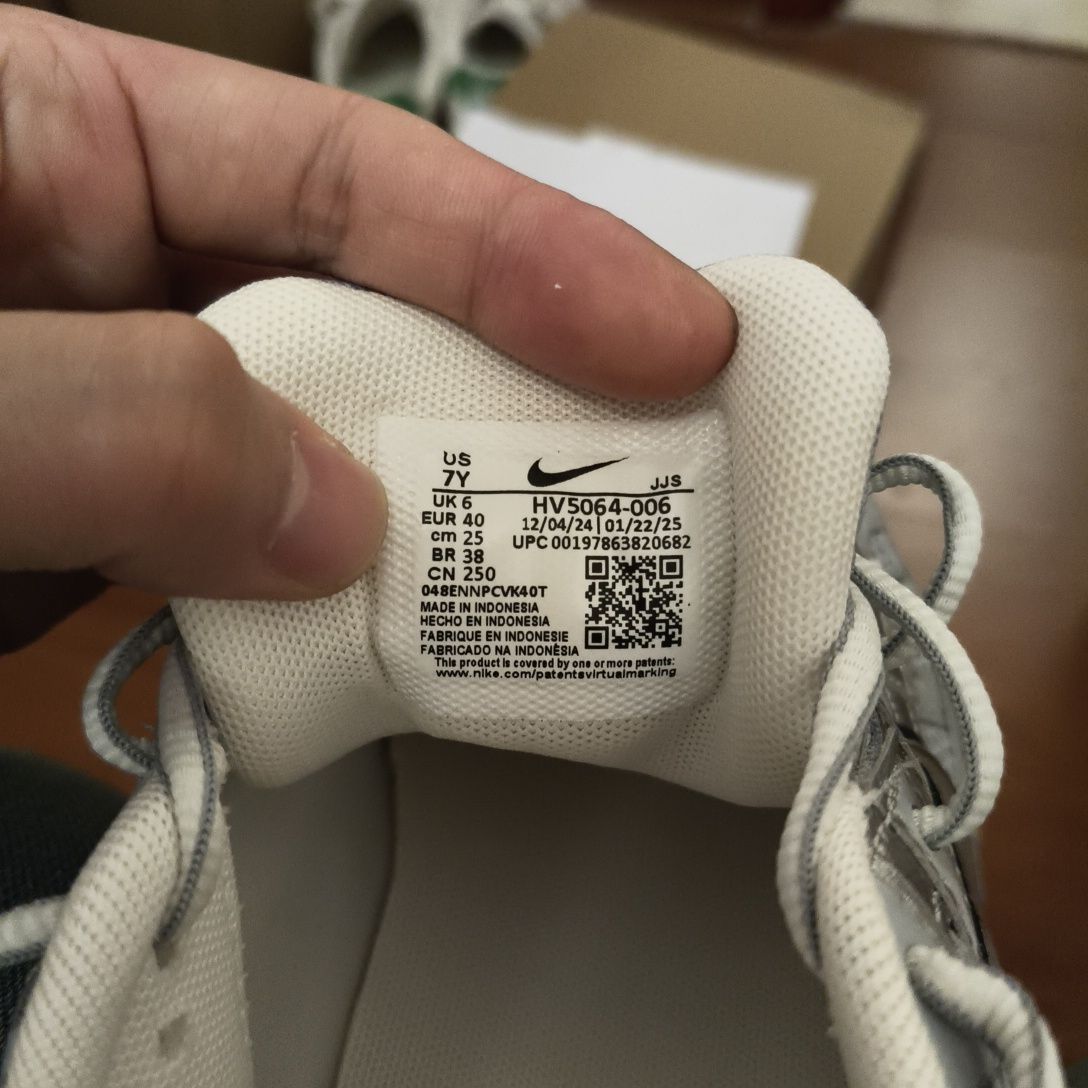 US
7Y
JJS
UK 6
EUR 40
cm 25
BR 38
CN 250
HV5064-006
12/04/24 | 01/22/25
UPC 00197863820682
048ENNPCVK40T
MADE IN INDONESIA
HECHO EN INDONESIA
FABRIQUE EN INDONESIE
FABRICADO NA INDONÈSIA
This product is covered by one or more patents:
www.nike.com/patentsvirtualmarking